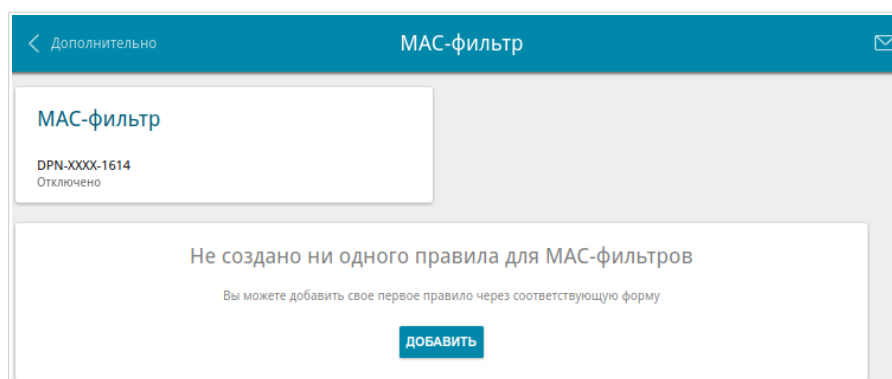 Дополнительно
MAC-фильтр
MAC-фильтр
DPN-XXXX-1614
Отключено
Не создано ни одного правила для MAC-фильтров
Вы можете добавить свое первое правило через соответствующую форму
ДОБАВИТЬ